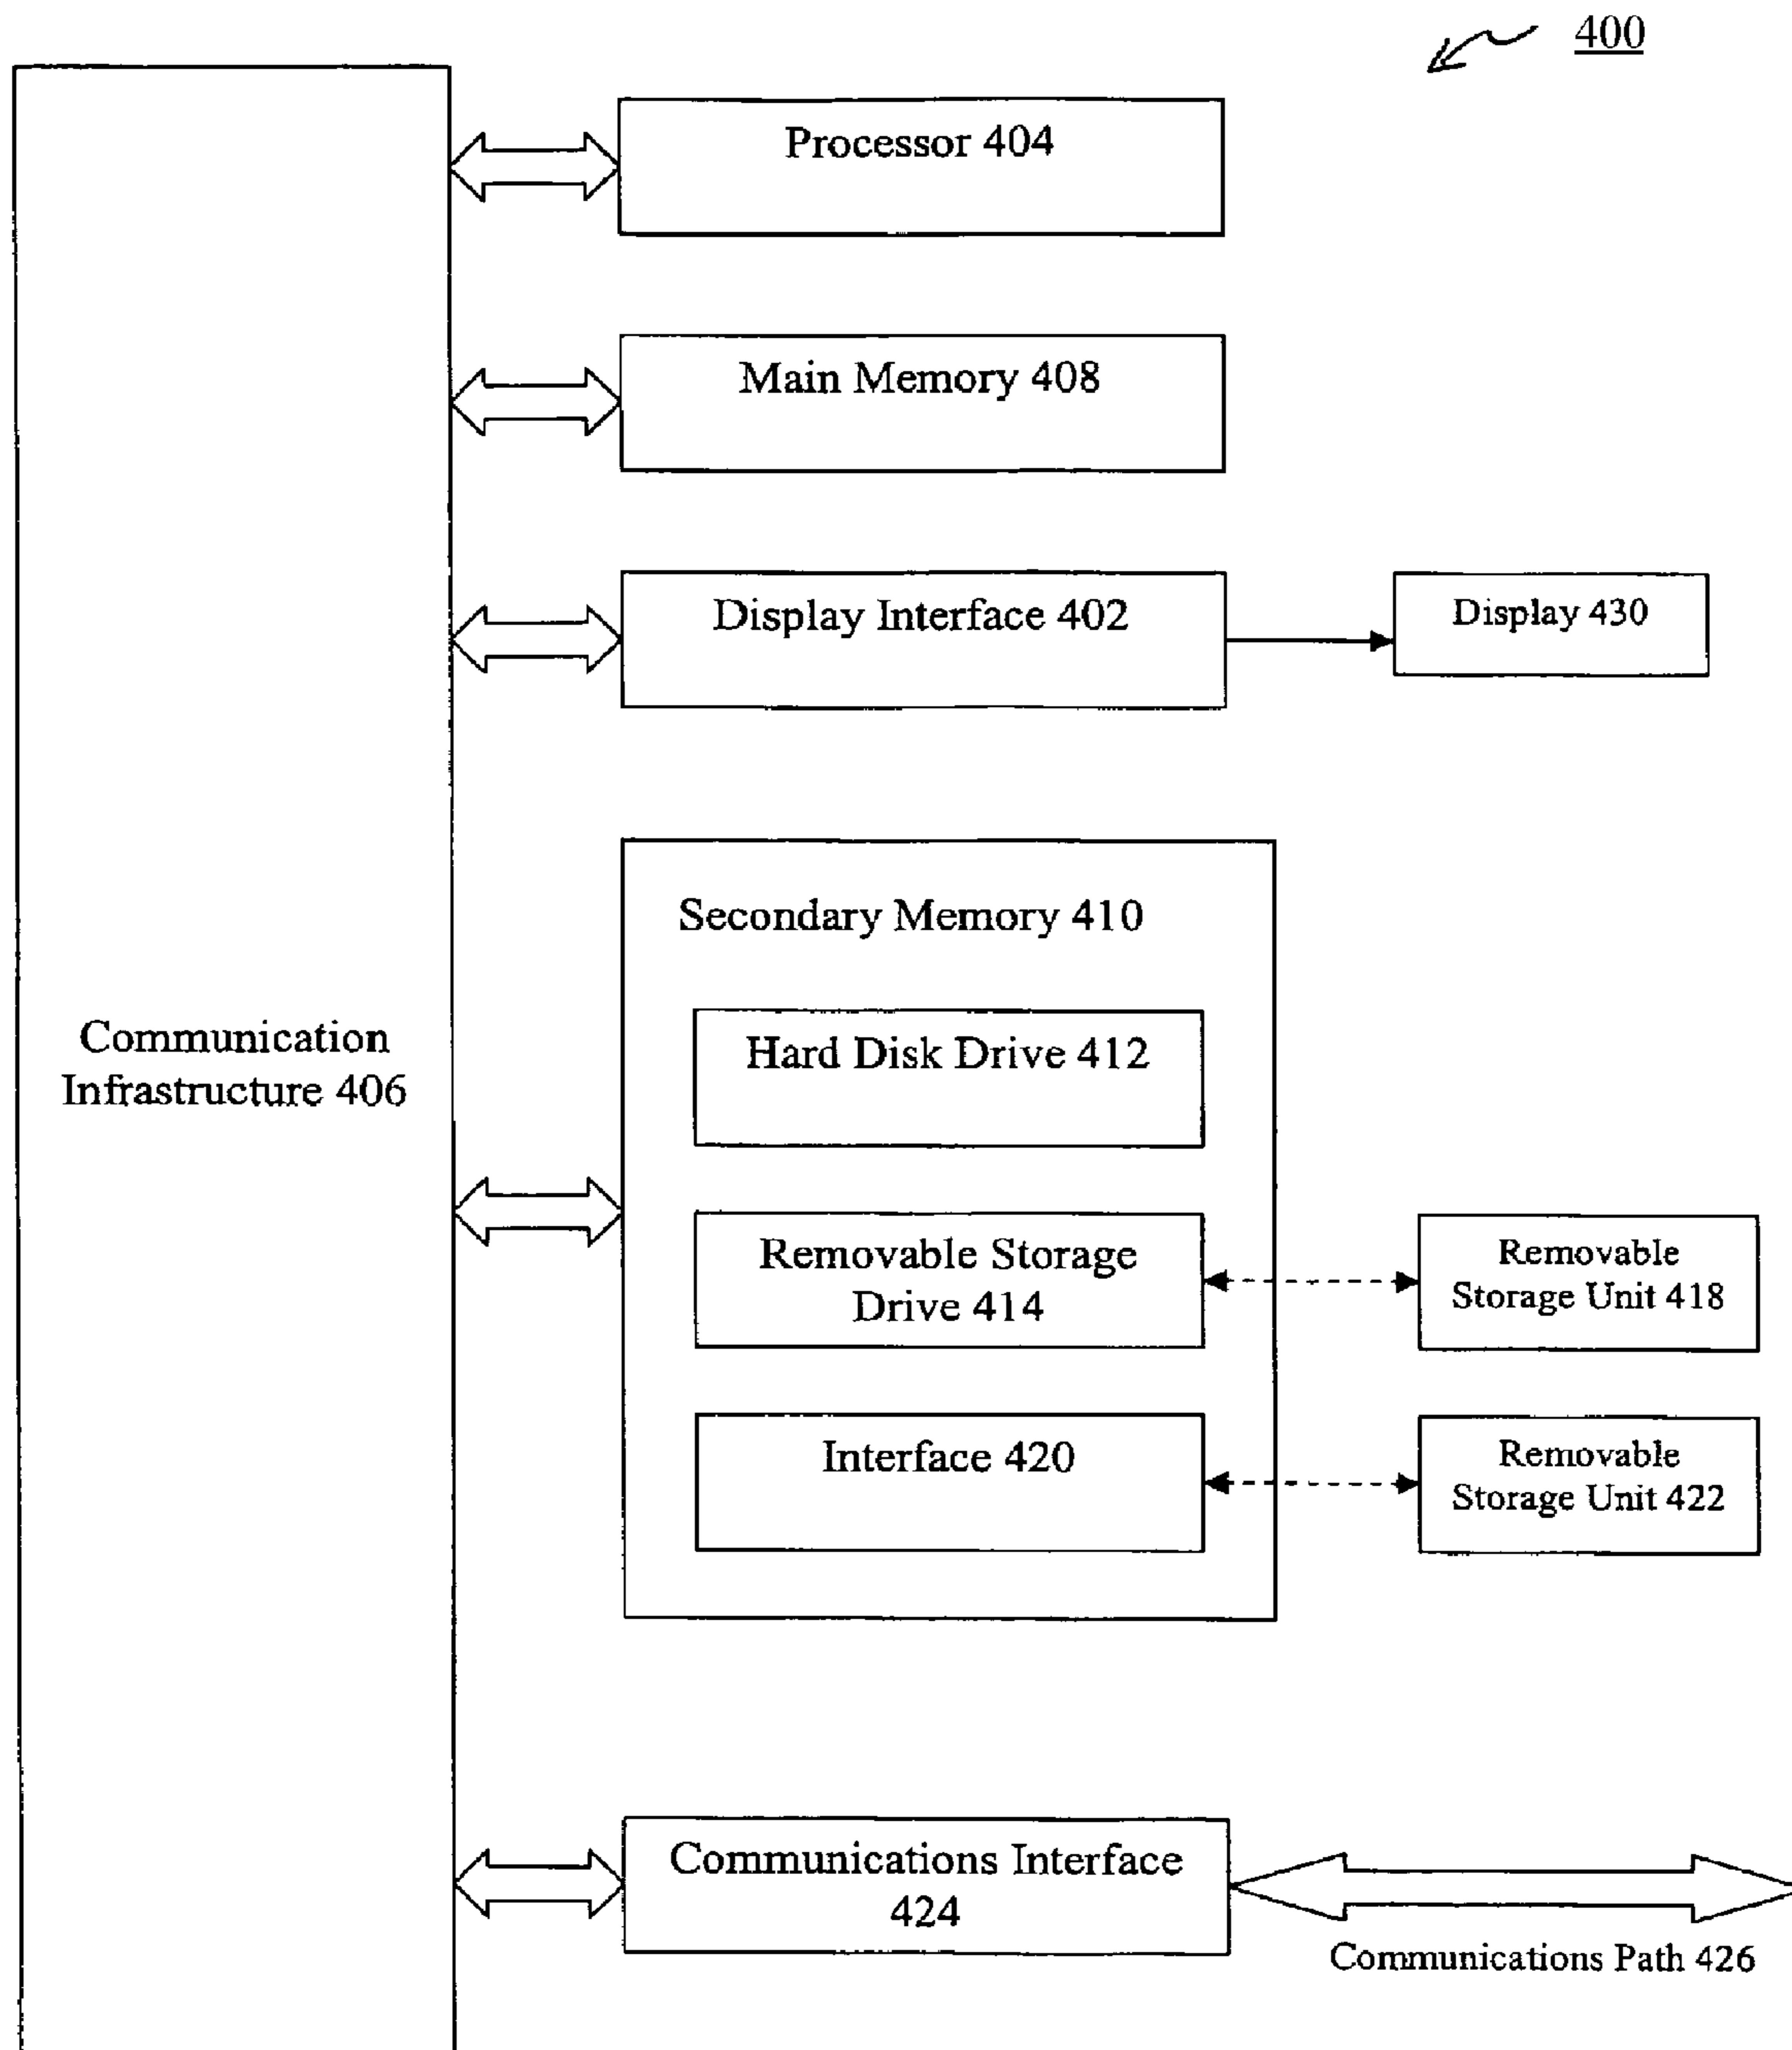 400
Processor 404
Main Memory 408
Display Interface 402
Display 430
Secondary Memory 410
Communication
Infrastructure 406
Hard Disk Drive 412
Removable Storage
Drive 414
Removable
Storage Unit 418
Interface 420
Removable
Storage Unit 422
Communications Interface
424
Communications Path 426